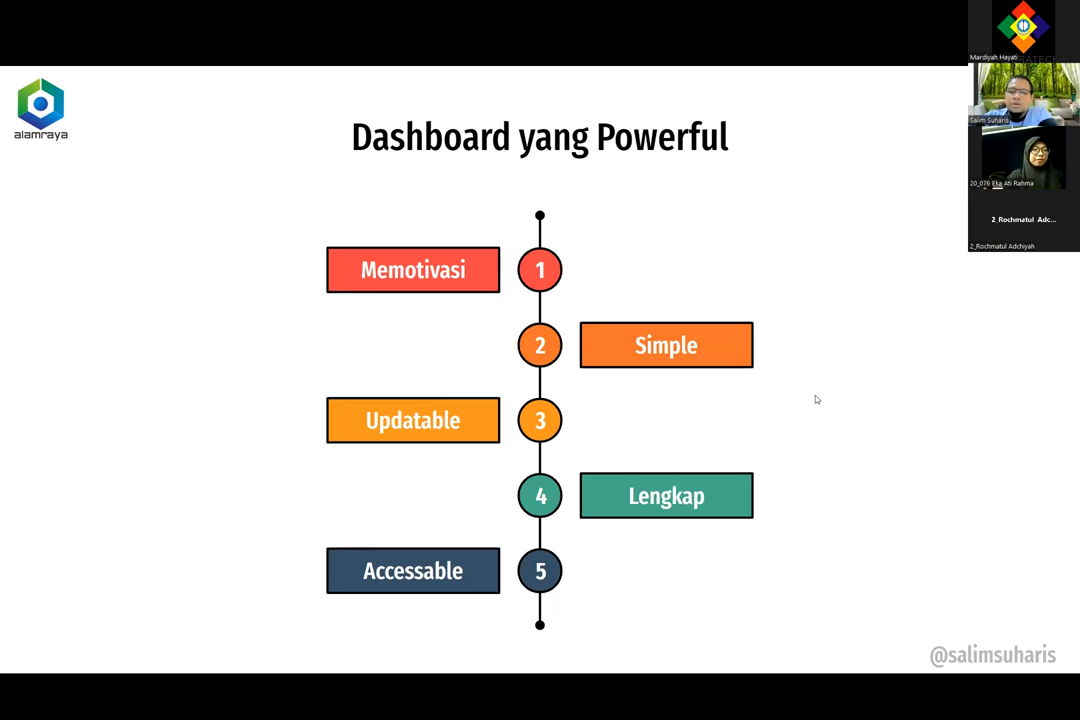 alamraya
Dashboard yang Powerful
Memotivasi
1
2
Simple
Updatable
3
4
Lengkap
Accessable
5
@salimsuharis
Mardiyah Hayati
Salim Suharis
20_076 Eka Ati Rahma
2_Rochmatul Adc...
2_Rochmatul Adchiyah